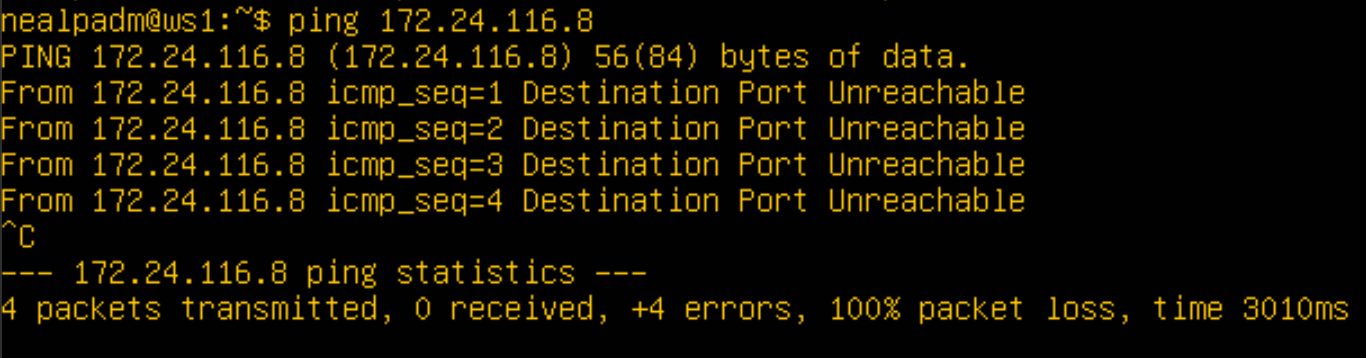 nealpadm@ws1:~$ ping 172.24.116.8
PING 172.24.116.8 (172.24.116.8) 56(84) bytes of data.
From 172.24.116.8 icmp_seq=1 Destination Port Unreachable
From 172.24.116.8 icmp_seq=2 Destination Port Unreachable
From 172.24.116.8 icmp_seq=3 Destination Port Unreachable
From 172.24.116.8 icmp_seq=4 Destination Port Unreachable
^C
--- 172.24.116.8 ping statistics ---
4 packets transmitted, 0 received, +4 errors, 100% packet loss, time 3010ms